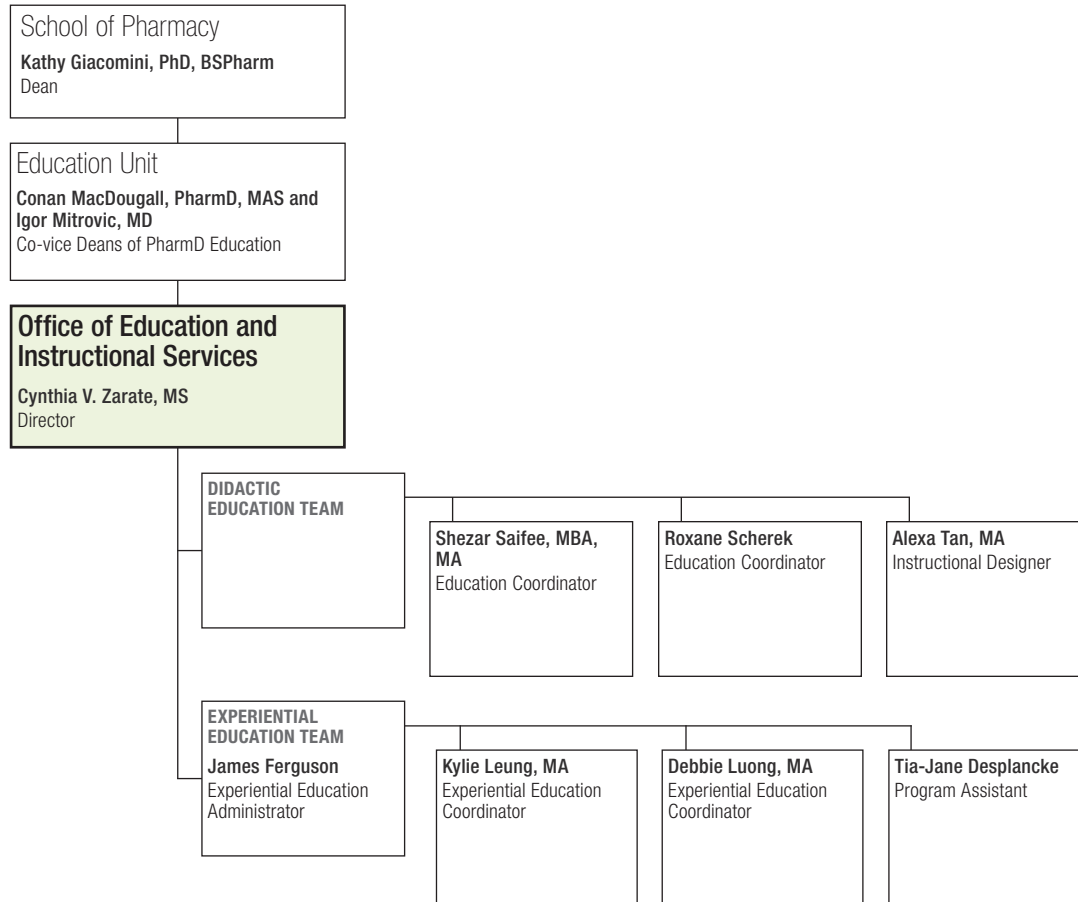 School of Pharmacy
Kathy Giacomini, PhD, BSPharm
Dean
Education Unit
Conan MacDougall, PharmD, MAS and
Igor Mitrovic, MD
Co-vice Deans of PharmD Education
Office of Education and
Instructional Services
Cynthia V. Zarate, MS
Director
DIDACTIC
EDUCATION TEAM
Shezar Saifee, MBA,
MA
Education Coordinator
Roxane Scherek
Education Coordinator
Alexa Tan, MA
Instructional Designer
EXPERIENTIAL
EDUCATION TEAM
James Ferguson
Experiential Education
Administrator
Kylie Leung, MA
Experiential Education
Coordinator
Debbie Luong, MA
Experiential Education
Coordinator
Tia-Jane Desplancke
Program Assistant